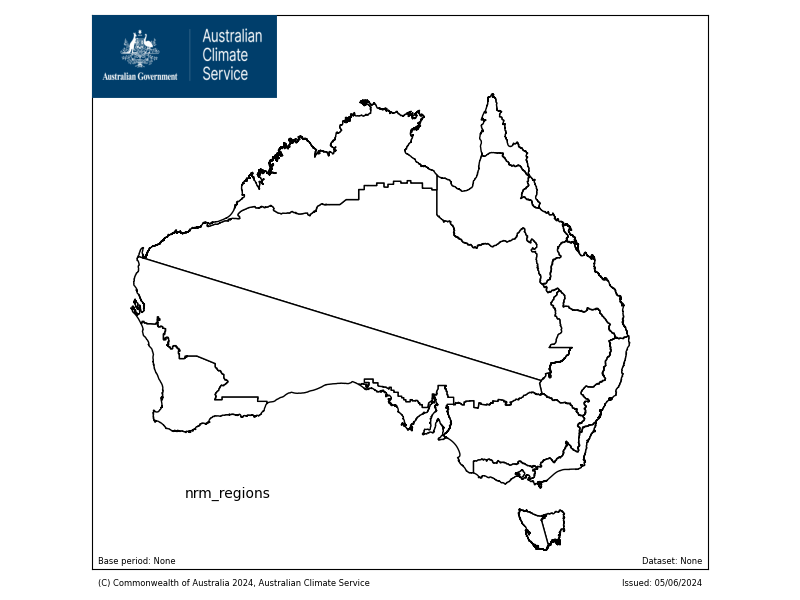 Australian Government
Australian
Climate
Service
nrm_regions
Base period: None
Dataset: None
(C) Commonwealth of Australia 2024, Australian Climate Service
Issued: 05/06/2024